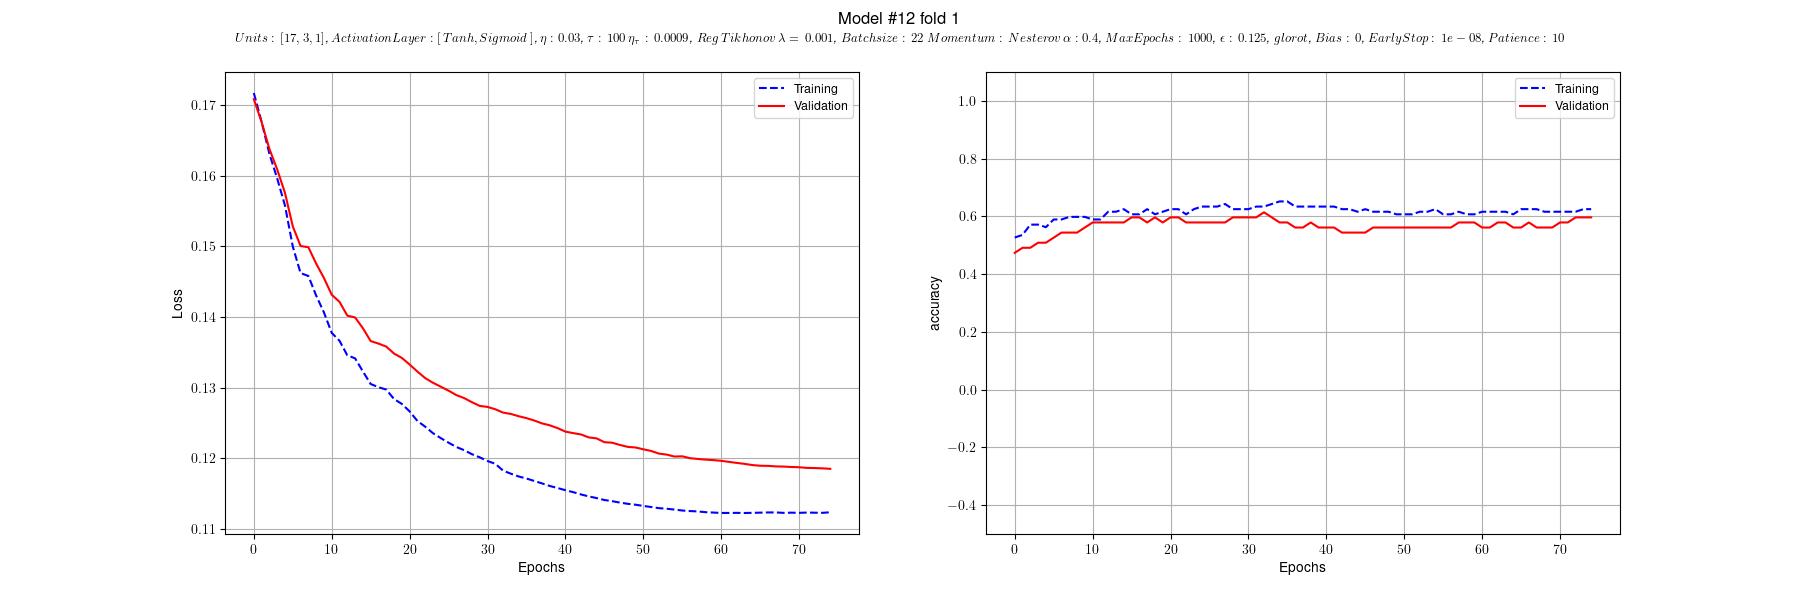 Model #12 fold 1
Units : [17, 3, 1], ActivationLayer : [ Tanh, Sigmoid ], η : 0.03, τ : 100 ητ : 0.0009, Reg Tikhonov λ = 0.001, Batchsize : 22 Momentum : Nesterov α : 0.4, MaxEpochs : 1000, ϵ : 0.125, glorot, Bias : 0, EarlyStop : 1e − 08, Patience : 10
Training
Validation
0.17
0.16
0.15
0.14
0.13
0.12
0.11
Loss
0 10 20 30 40 50 60 70
Epochs
Training
Validation
1.0
0.8
0.6
0.4
0.2
0.0
−0.2
−0.4
accuracy
0 10 20 30 40 50 60 70
Epochs